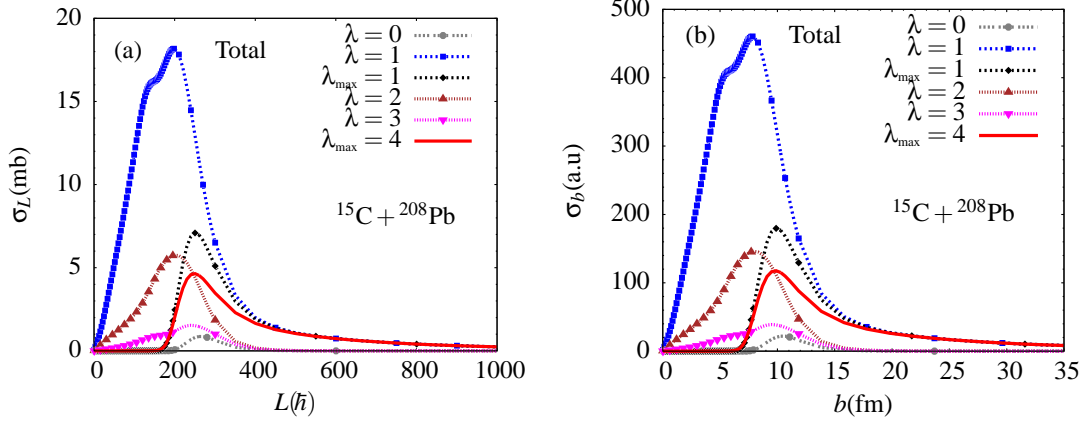 (a)
Total
λ = 0
λ = 1
λmax = 1
λ = 2
λ = 3
λmax = 4
¹⁵C + ²⁰⁸Pb
σL(mb)
20
15
10
5
0
0 200 400 600 800 1000
L(ħ)
(b)
Total
λ = 0
λ = 1
λmax = 1
λ = 2
λ = 3
λmax = 4
¹⁵C + ²⁰⁸Pb
σb(a.u)
500
400
300
200
100
0
0 5 10 15 20 25 30 35
b(fm)